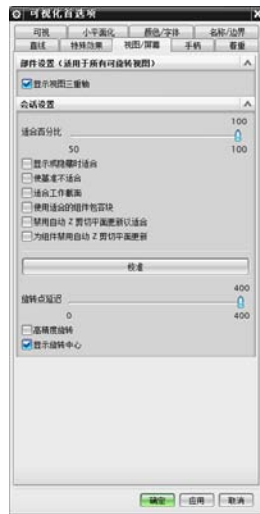 可视化首选项
可视 小平面化 颜色/字体 名称/边界
直线 特殊效果 视图/屏幕 手柄 着重
部件设置（适用于所有可旋转视图）
显示视图三重轴
会话设置
100
适合百分比
50 100
显示或隐藏时适合
使基准不适合
适合工作截面
使用适合的组件包容块
禁用自动 Z 剪切平面更新以适合
为组件禁用自动 Z 剪切平面更新
校准
400
旋转点延迟
0 400
高精度旋转
显示旋转中心
确定 应用 取消